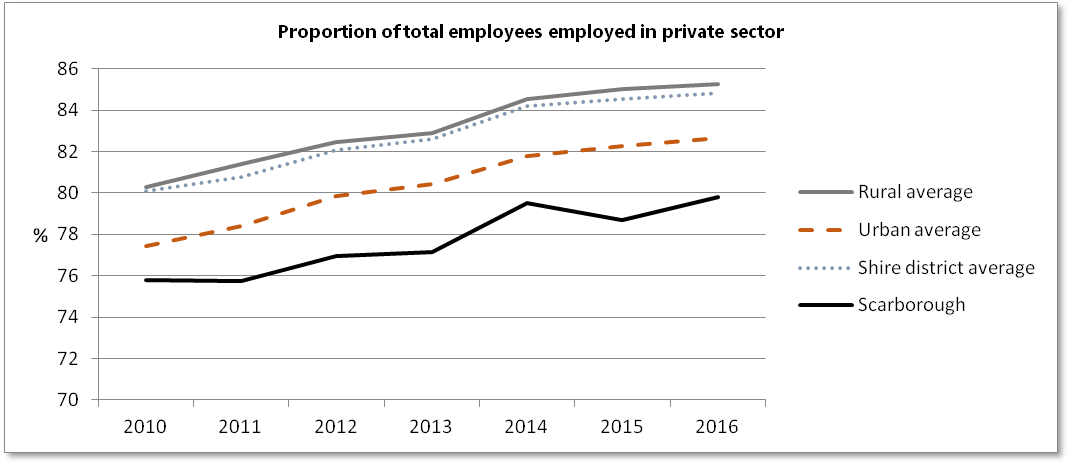 Proportion of total employees employed in private sector
86
84
82
80
78
76
74
72
70
%
2010 2011 2012 2013 2014 2015 2016
Rural average
Urban average
Shire district average
Scarborough